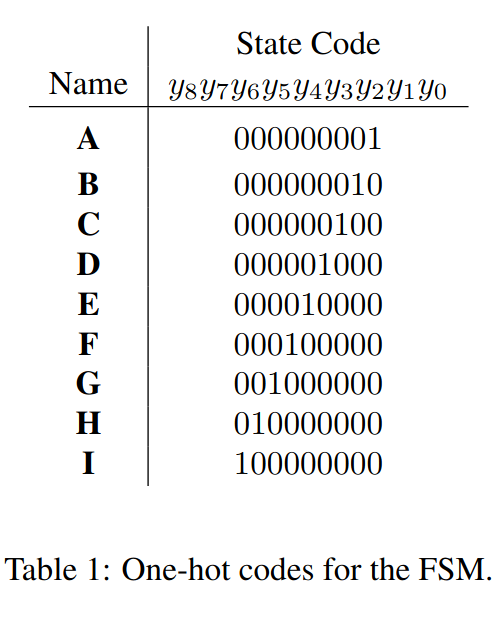 State Code
Name y₈y₇y₆y₅y₄y₃y₂y₁y₀
A 000000001
B 000000010
C 000000100
D 000001000
E 000010000
F 000100000
G 001000000
H 010000000
I 100000000
Table 1: One-hot codes for the FSM.